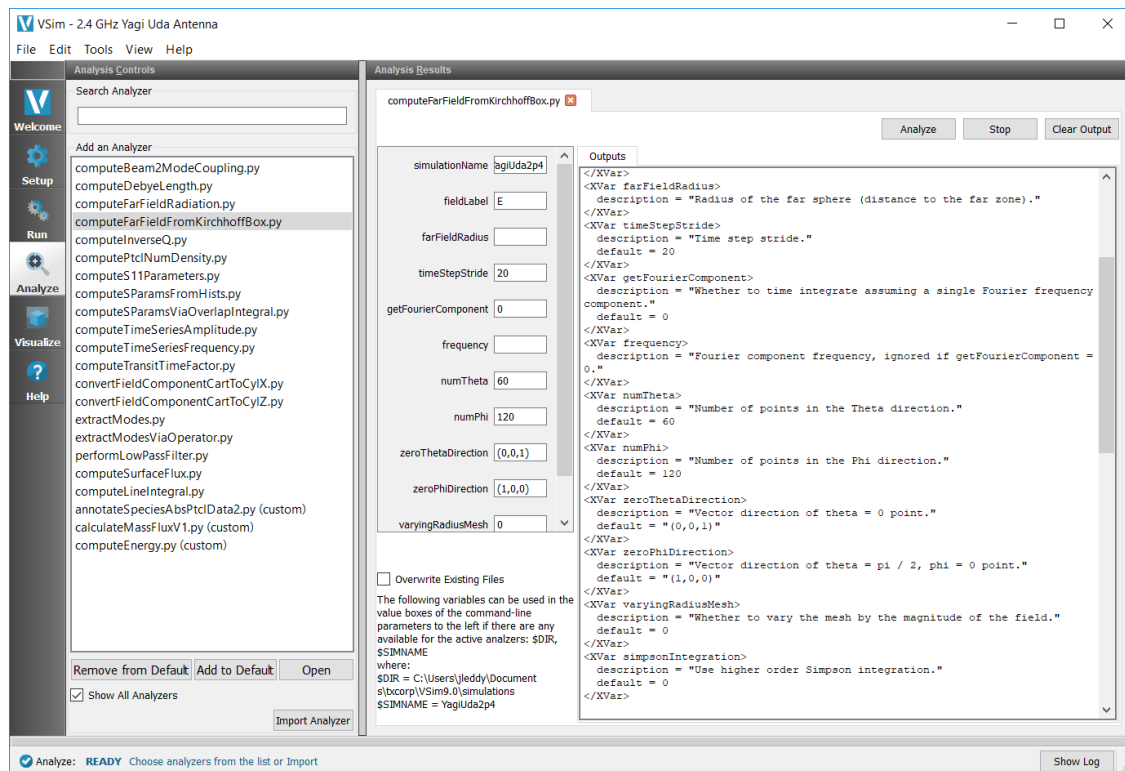 VSim - 2.4 GHz Yagi Uda Antenna
File Edit Tools View Help
Analysis Controls
Search Analyzer
Add an Analyzer
computeBeam2ModeCoupling.py
computeDebyeLength.py
computeFarFieldRadiation.py
computeFarFieldFromKirchhoffBox.py
computeInverseQ.py
computePtclNumDensity.py
computeS11Parameters.py
computeSParamsFromHists.py
computeSParamsViaOverlapIntegral.py
computeTimeSeriesAmplitude.py
computeTimeSeriesFrequency.py
computeTransitTimeFactor.py
convertFieldComponentCartToCylX.py
convertFieldComponentCartToCylZ.py
extractModes.py
extractModesViaOperator.py
performLowPassFilter.py
computeSurfaceFlux.py
computeLineIntegral.py
annotateSpeciesAbsPtclData2.py (custom)
calculateMassFluxV1.py (custom)
computeEnergy.py (custom)
Remove from Default Add to Default Open
Show All Analyzers
Import Analyzer
Welcome
Setup
Run
Analyze
Visualize
Help
Analysis Results
computeFarFieldFromKirchhoffBox.py
Analyze Stop Clear Output
simulationName YagiUda2p4
fieldLabel E
farFieldRadius
timeStepStride 20
getFourierComponent 0
frequency
numTheta 60
numPhi 120
zeroThetaDirection (0,0,1)
zeroPhiDirection (1,0,0)
varyingRadiusMesh 0
Overwrite Existing Files
The following variables can be used in the
value boxes of the command-line
parameters to the left if there are any
available for the active analzers: $DIR,
$SIMNAME
where:
$DIR = C:\Users\jleddy\Document
s\txcorp\VSim9.0\simulations
$SIMNAME = YagiUda2p4
Outputs
</XVar>
<XVar farFieldRadius>
description = "Radius of the far sphere (distance to the far zone)."
</XVar>
<XVar timeStepStride>
description = "Time step stride."
default = 20
</XVar>
<XVar getFourierComponent>
description = "Whether to time integrate assuming a single Fourier frequency
component."
default = 0
</XVar>
<XVar frequency>
description = "Fourier component frequency, ignored if getFourierComponent =
0."
</XVar>
<XVar numTheta>
description = "Number of points in the Theta direction."
default = 60
</XVar>
<XVar numPhi>
description = "Number of points in the Phi direction."
default = 120
</XVar>
<XVar zeroThetaDirection>
description = "Vector direction of theta = 0 point."
default = "(0,0,1)"
</XVar>
<XVar zeroPhiDirection>
description = "Vector direction of theta = pi / 2, phi = 0 point."
default = "(1,0,0)"
</XVar>
<XVar varyingRadiusMesh>
description = "Whether to vary the mesh by the magnitude of the field."
default = 0
</XVar>
<XVar simpsonIntegration>
description = "Use higher order Simpson integration."
default = 0
</XVar>
Analyze: READY Choose analyzers from the list or Import
Show Log